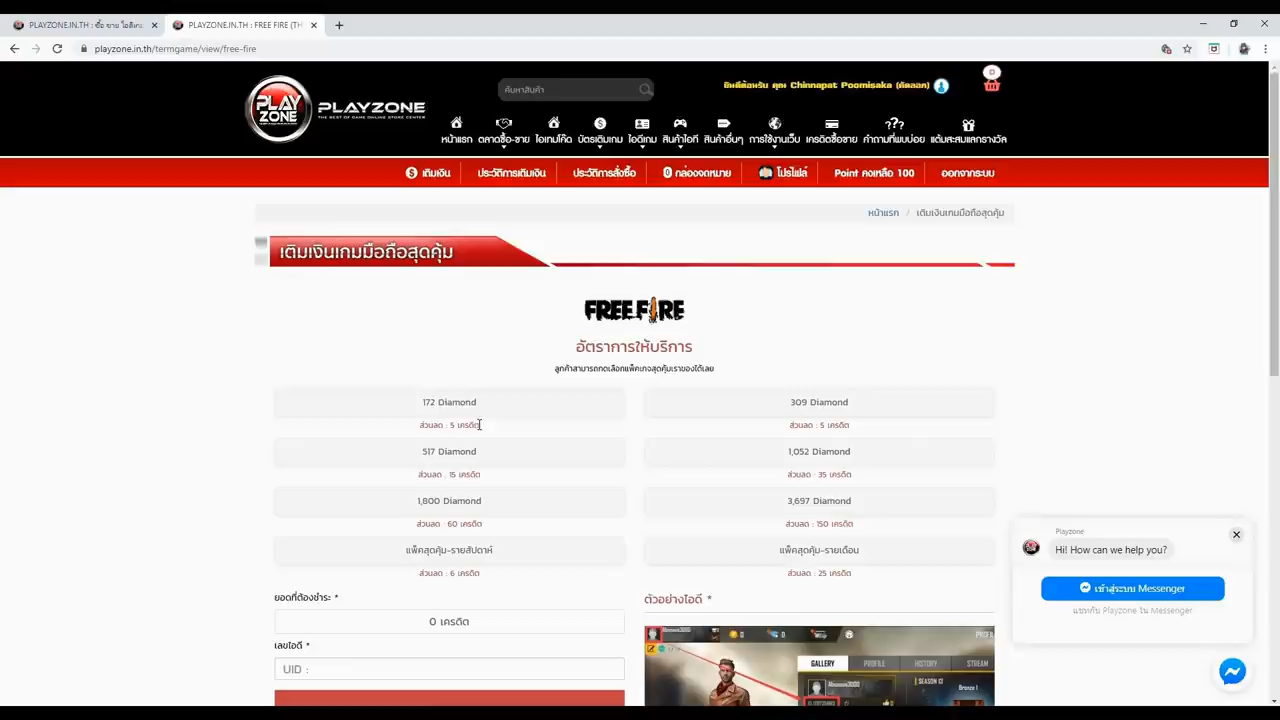 PLAYZONE.IN.TH : ซื้อ ขาย ไอดีเกม
PLAYZONE.IN.TH : FREE FIRE (TH
playzone.in.th/termgame/view/free-fire
PLAY ZONE
PLAYZONE
THE BEST OF GAME ONLINE STORE CENTER
ค้นหาสินค้า
ยินดีต้อนรับ คุณ Chinnapat Poomisaka (คัดลอก)
0
หน้าแรก
ตลาดซื้อ-ขาย
ไอเทมโค๊ด
บัตรเติมเกม
ไอดีเกม
สินค้าไอที
สินค้าอื่นๆ
การใช้งานเว็บ
เครดิตซื้อขาย
คำถามที่พบบ่อย
แต้มสะสมแลกรางวัล
เติมเงิน
ประวัติการเติมเงิน
ประวัติการสั่งซื้อ
0 กล่องจดหมาย
โปรไฟล์
Point คงเหลือ 100
ออกจากระบบ
หน้าแรก / เติมเงินเกมมือถือสุดคุ้ม
เติมเงินเกมมือถือสุดคุ้ม
FREE FIRE
อัตราการให้บริการ
ลูกค้าสามารถกดเลือกแพ็คเกจสุดคุ้มเราของได้เลย
172 Diamond
309 Diamond
ส่วนลด : 5 เครดิต
ส่วนลด : 5 เครดิต
517 Diamond
1,052 Diamond
ส่วนลด : 15 เครดิต
ส่วนลด : 35 เครดิต
1,800 Diamond
3,697 Diamond
ส่วนลด : 60 เครดิต
ส่วนลด : 150 เครดิต
แพ็คสุดคุ้ม-รายสัปดาห์
แพ็คสุดคุ้ม-รายเดือน
ส่วนลด : 6 เครดิต
ส่วนลด : 25 เครดิต
ยอดที่ต้องชำระ *
0 เครดิต
เลขไอดี *
UID :
ตัวอย่างไอดี *
GALLERY
PROFILE
HISTORY
STREAM
SEASON 13
Bronze 1
Playzone
Hi! How can we help you?
เข้าสู่ระบบ Messenger
แชทกับ Playzone ใน Messenger